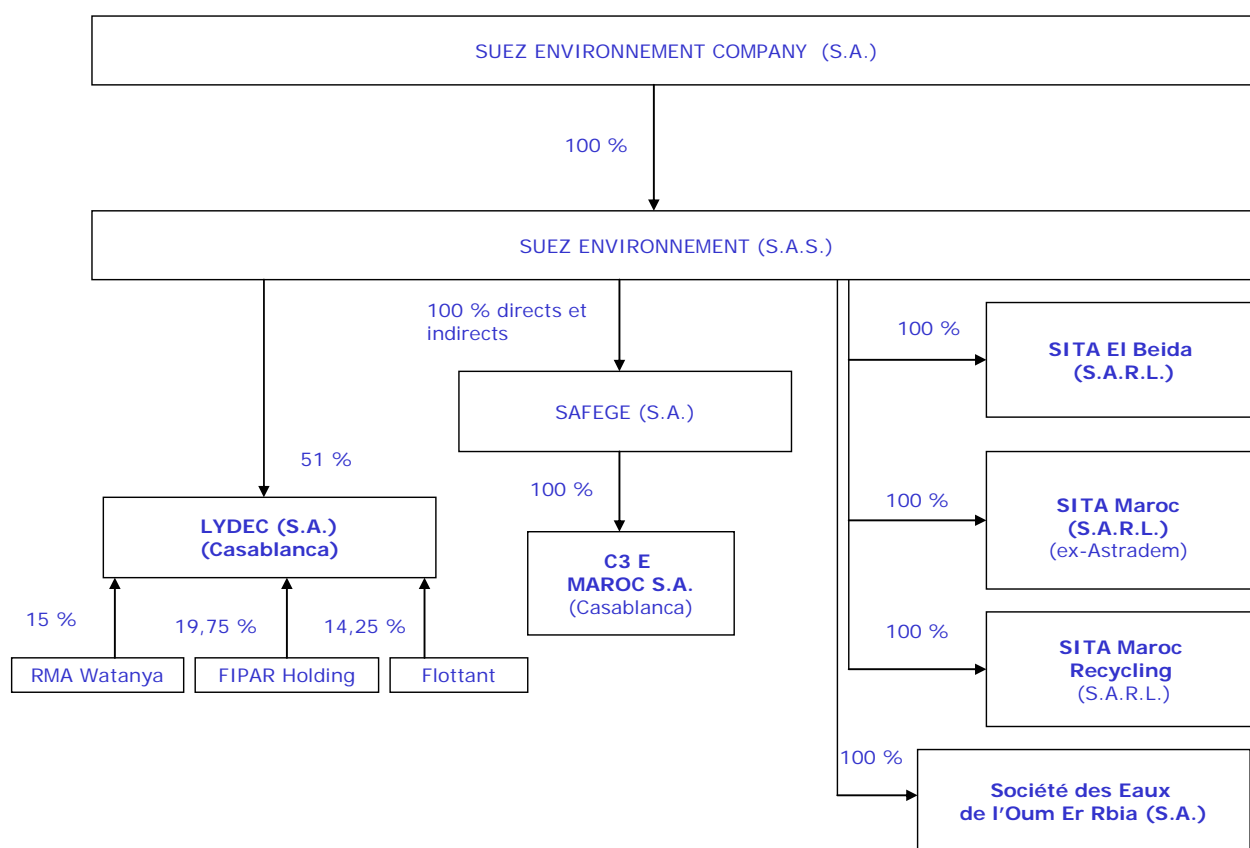 SUEZ ENVIRONNEMENT COMPANY (S.A.)
100 %
SUEZ ENVIRONNEMENT (S.A.S.)
100 % directs et
indirects
SAFEGE (S.A.)
100 %
C3 E
MAROC S.A.
(Casablanca)
51 %
LYDEC (S.A.)
(Casablanca)
15 %
19,75 %
14,25 %
RMA Watanya
FIPAR Holding
Flottant
100 %
SITA El Beida
(S.A.R.L.)
100 %
SITA Maroc
(S.A.R.L.)
(ex-Astradem)
100 %
SITA Maroc
Recycling
(S.A.R.L.)
100 %
Société des Eaux
de l'Oum Er Rbia (S.A.)